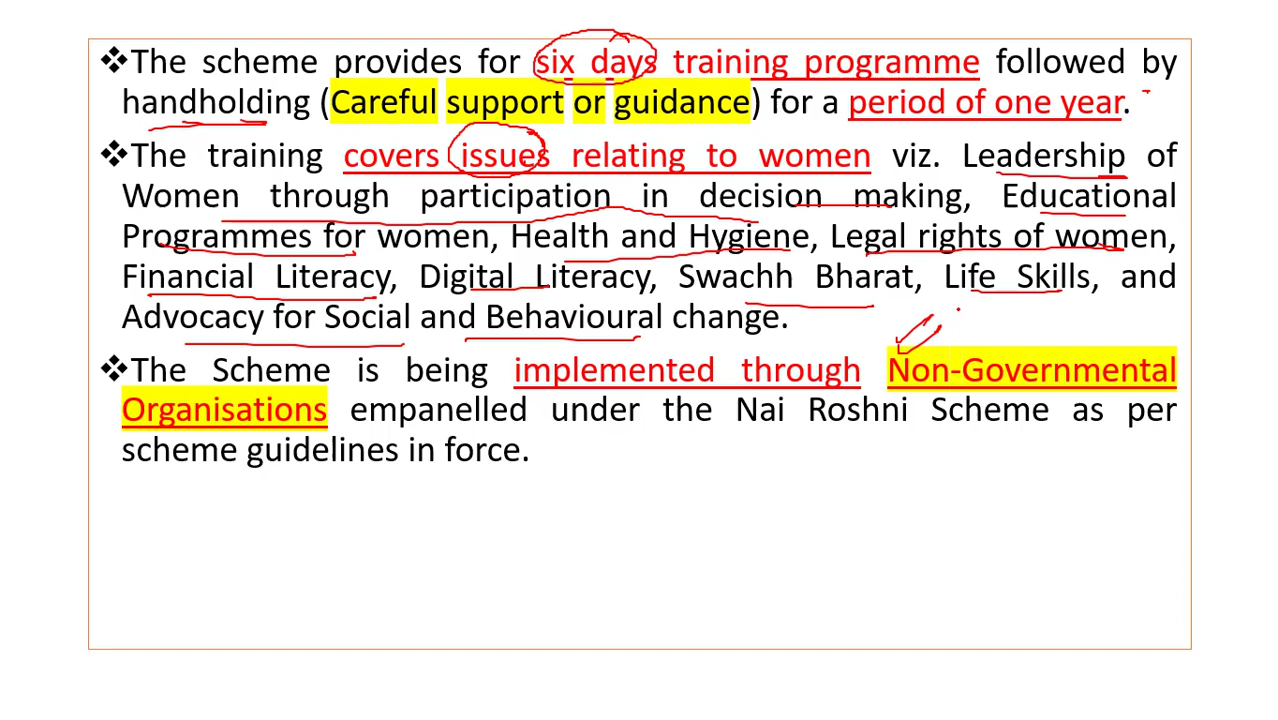 ❖The scheme provides for six days training programme followed by
handholding (Careful support or guidance) for a period of one year.
❖The training covers issues relating to women viz. Leadership of
Women through participation in decision making, Educational
Programmes for women, Health and Hygiene, Legal rights of women,
Financial Literacy, Digital Literacy, Swachh Bharat, Life Skills, and
Advocacy for Social and Behavioural change.
❖The Scheme is being implemented through Non-Governmental
Organisations empanelled under the Nai Roshni Scheme as per
scheme guidelines in force.